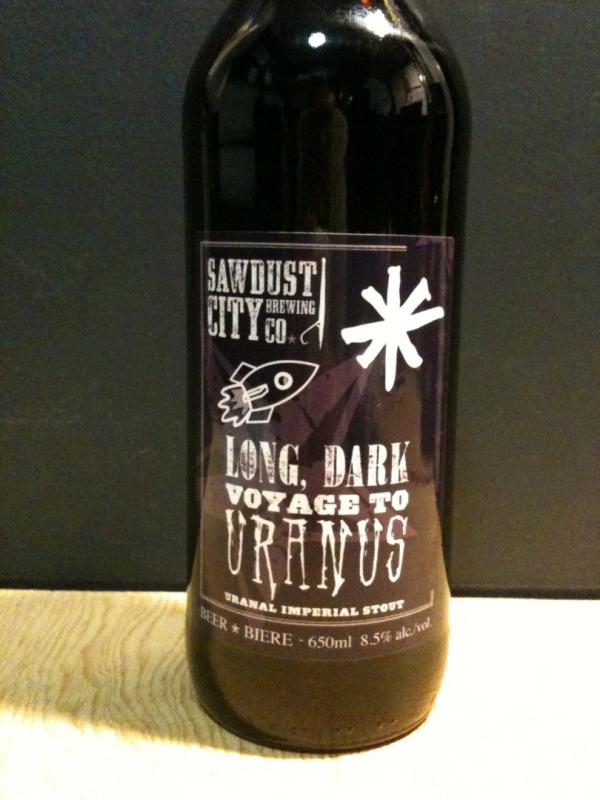 SAWDUST
CITY BREWING CO.
LONG, DARK
VOYAGE TO
URANUS
URANAL IMPERIAL STOUT
BEER ★ BIERE - 650ml 8.5% alc./vol.